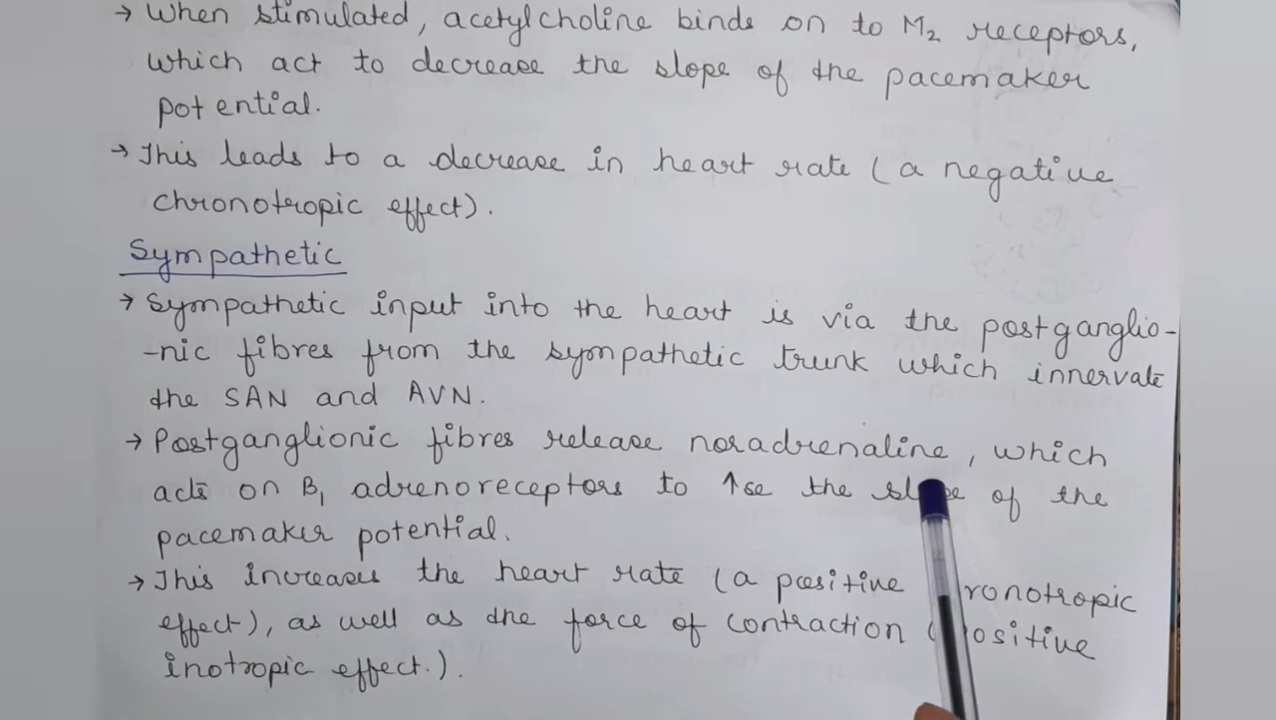 → When stimulated, acetylcholine binds on to M₂ receptors,
which act to decrease the slope of the pacemaker
potential.
→ This leads to a decrease in heart rate (a negative
chronotropic effect).
Sympathetic
→ Sympathetic input into the heart is via the postganglio-
-nic fibres from the sympathetic trunk which innervate
the SAN and AVN.
→ Postganglionic fibres release noradrenaline, which
acts on B₁ adrenoreceptors to ↑se the of the
pacemaker potential.
→ This increases the heart rate (a positive ronotropic
effect), as well as the force of contraction ( positive
inotropic effect.).